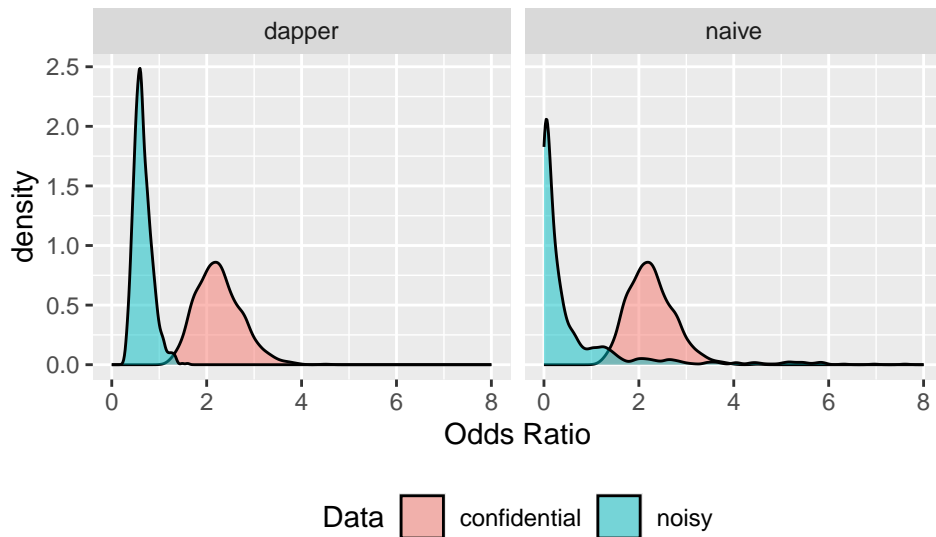 dapper naive
2.5
2.0
1.5
1.0
0.5
0.0
density
0 2 4 6 8 0 2 4 6 8
Odds Ratio
Data confidential noisy